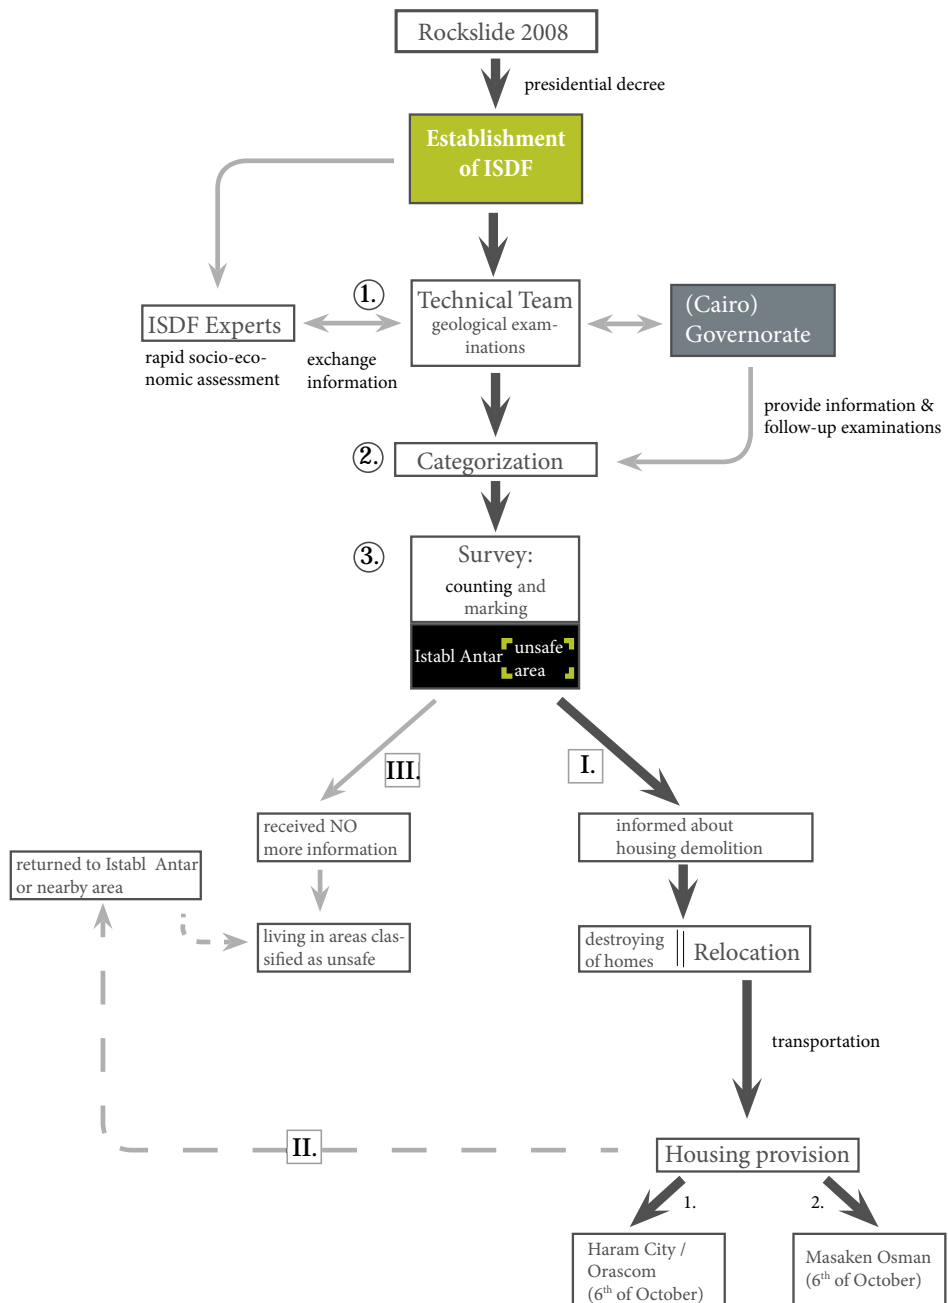 Rockslide 2008
presidential decree
Establishment
of ISDF
1.
Technical Team
geological exam-
inations
(Cairo)
Governorate
ISDF Experts
rapid socio-eco-
nomic assessment
exchange
information
provide information &
follow-up examinations
2.
Categorization
3.
Survey:
counting and
marking
Istabl Antar
unsafe
area
III.
I.
received NO
more information
informed about
housing demolition
returned to Istabl Antar
or nearby area
living in areas clas-
sified as unsafe
destroying
of homes
Relocation
transportation
II.
Housing provision
1.
2.
Haram City /
Orascom
(6th of October)
Masaken Osman
(6th of October)